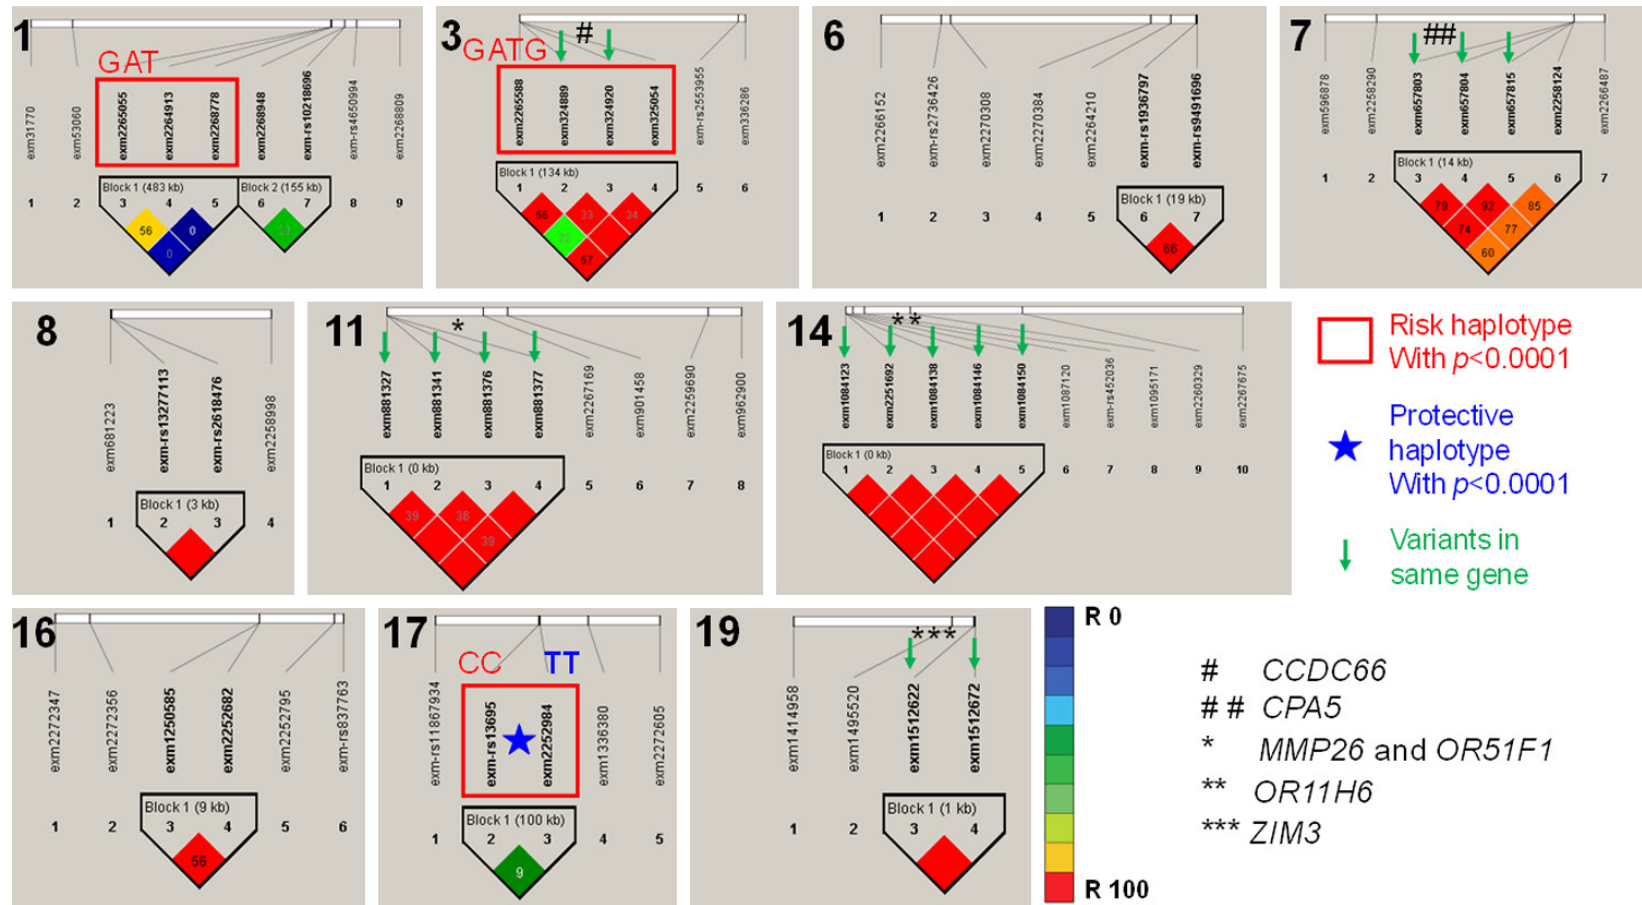 1
GAT
exm31770
exm53060
exm2265055
exm2264913
exm2268778
exm2268948
exm-rs10218696
exm-rs4650994
exm2268809
Block 1 (483 kb)
Block 2 (155 kb)
1 2 3 4 5 6 7 8 9
56 0 53
0
3
#
GATG
exm2265588
exm324889
exm324920
exm325054
exm-rs2553955
exm336286
Block 1 (134 kb)
1 2 3 4 5 6
56 33 34
57
6
exm2266152
exm-rs2736426
exm2270308
exm2270384
exm2264210
exm-rs1936797
exm-rs9491696
Block 1 (19 kb)
1 2 3 4 5 6 7
66
7
##
exm596878
exm2258290
exm657803
exm657804
exm657815
exm2258124
exm2266487
Block 1 (14 kb)
1 2 3 4 5 6 7
79 92 85
74 77
60
8
exm681223
exm-rs13277113
exm-rs2618476
exm2258998
Block 1 (3 kb)
1 2 3 4
11
*
exm881327
exm881341
exm881376
exm881377
exm2267169
exm901458
exm2259690
exm962900
Block 1 (0 kb)
1 2 3 4 5 6 7 8
39 36
39
14
**
exm1084123
exm2251692
exm1084138
exm1084146
exm1084150
exm1087120
exm-rs452036
exm1095171
exm2260329
exm2267675
Block 1 (0 kb)
1 2 3 4 5 6 7 8 9 10
Risk haplotype
With p<0.0001
Protective
haplotype
With p<0.0001
Variants in
same gene
16
exm2272347
exm2272356
exm1250585
exm2252682
exm2252795
exm-rs837763
Block 1 (9 kb)
1 2 3 4 5 6
56
17
CC TT
exm-rs11867934
exm-rs13695
exm2252984
exm1336380
exm2272605
Block 1 (100 kb)
1 2 3 4 5
9
19
***
exm1414958
exm1495520
exm1512622
exm1512672
Block 1 (1 kb)
1 2 3 4
R 0
R 100
# CCDC66
# # CPA5
* MMP26 and OR51F1
** OR11H6
*** ZIM3